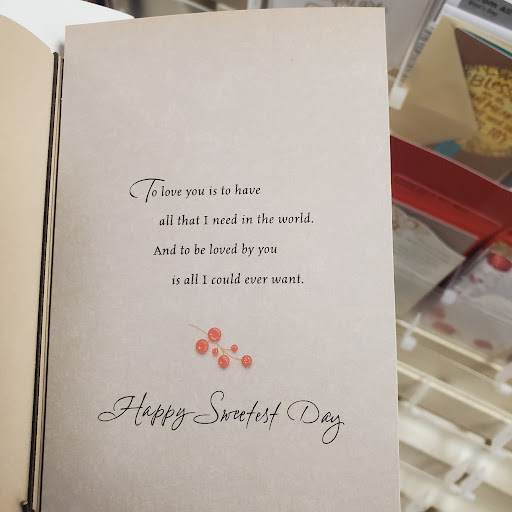 To love you is to have
all that I need in the world.
And to be loved by you
is all I could ever want.
Happy Sweetest Day